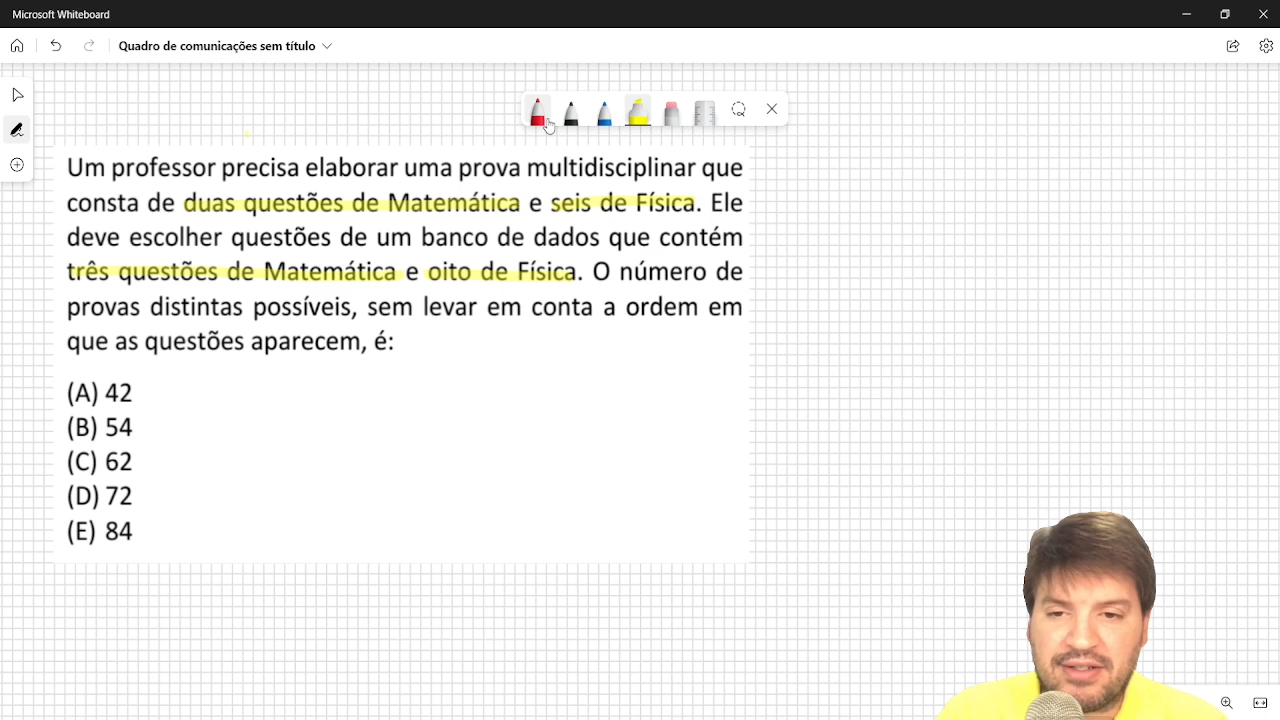 Microsoft Whiteboard
Quadro de comunicações sem título
Um professor precisa elaborar uma prova multidisciplinar que
consta de duas questões de Matemática e seis de Física. Ele
deve escolher questões de um banco de dados que contém
três questões de Matemática e oito de Física. O número de
provas distintas possíveis, sem levar em conta a ordem em
que as questões aparecem, é:
(A) 42
(B) 54
(C) 62
(D) 72
(E) 84